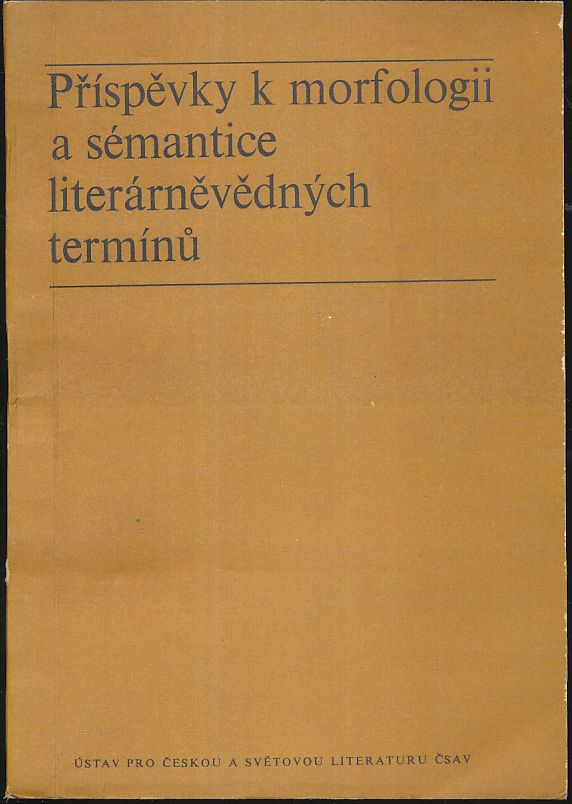 Příspěvky k morfologii
a sémantice
literárněvědných
termínů
ÚSTAV PRO ČESKOU A SVĚTOVOU LITERATURU ČSAV